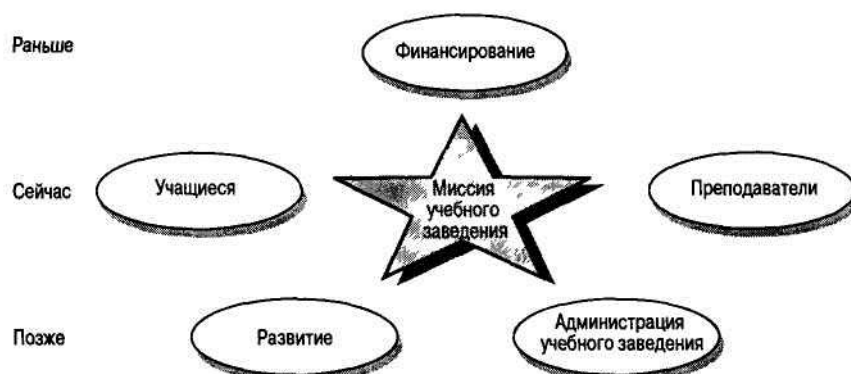 Раньше
Финансирование
Сейчас
Учащиеся
Миссия
учебного
заведения
Преподаватели
Позже
Развитие
Администрация
учебного заведения